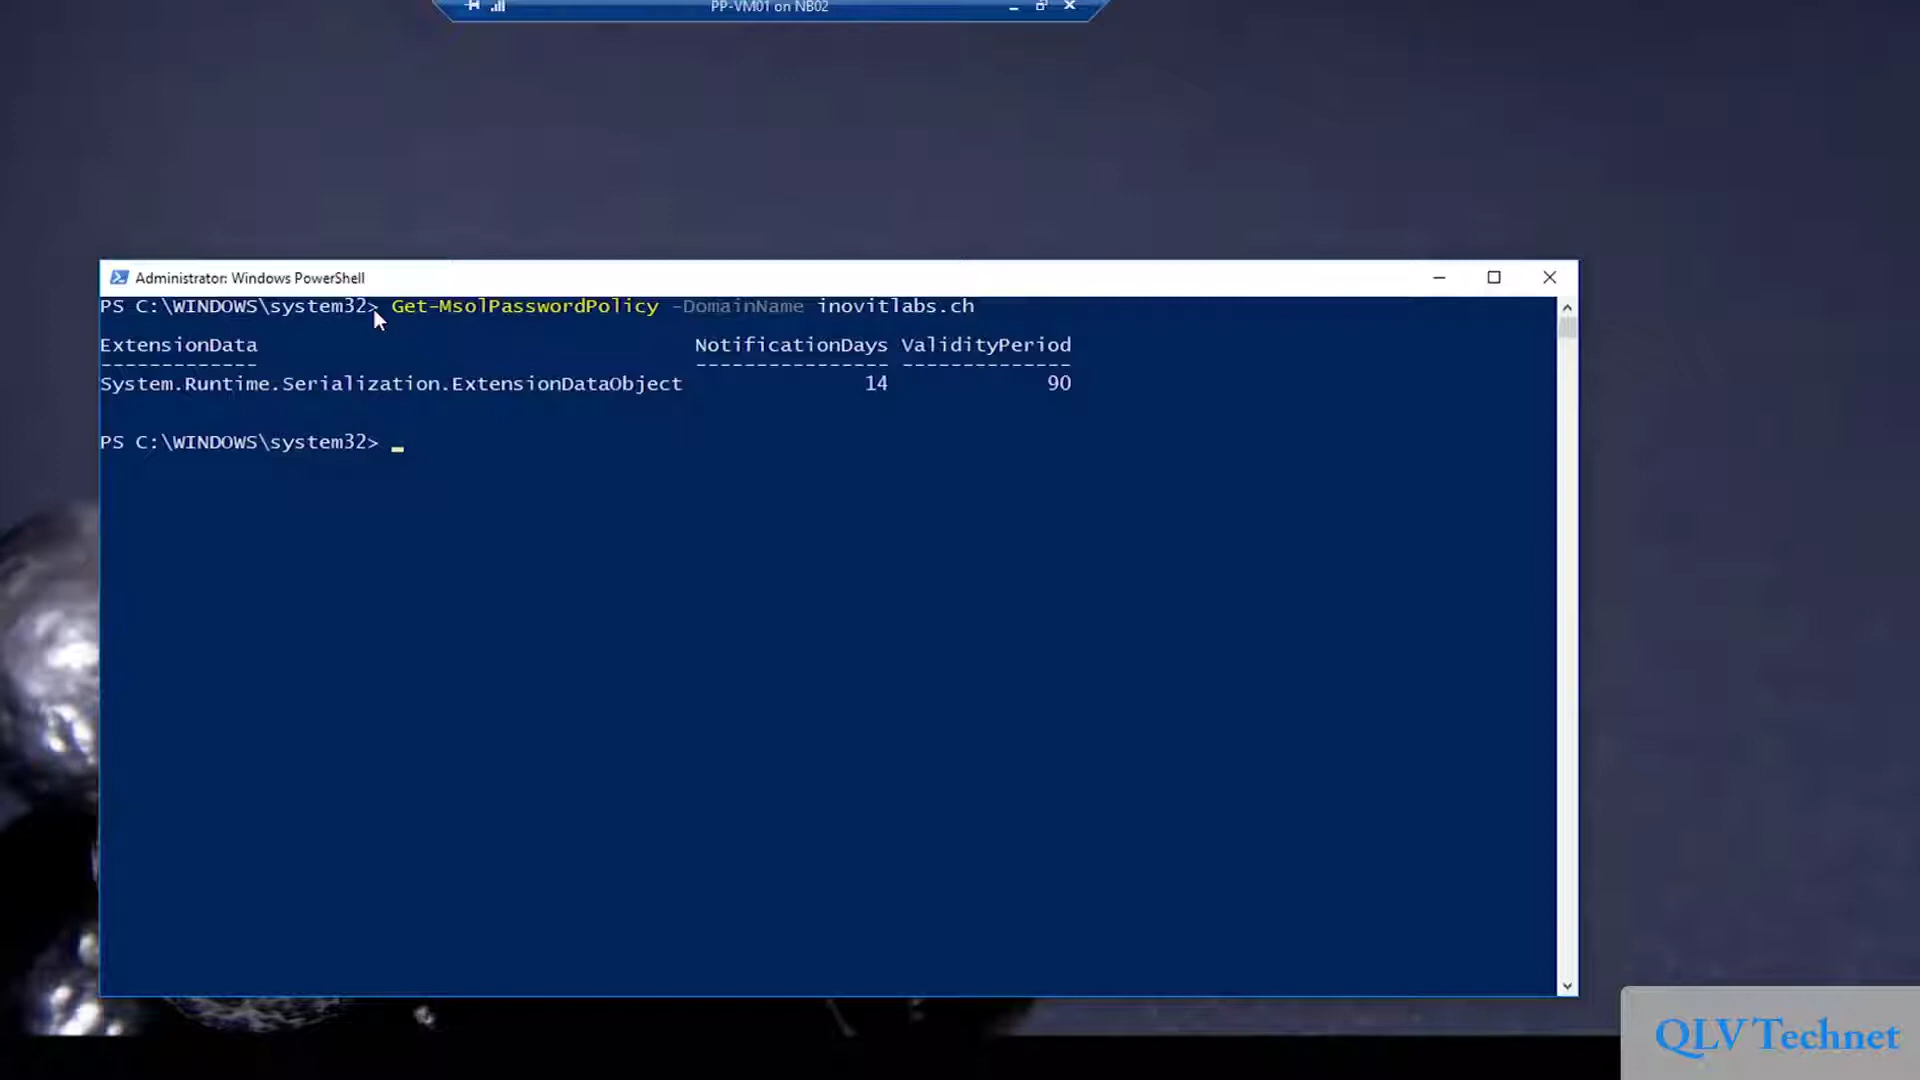 PP-VM01 on NB02
Administrator: Windows PowerShell
PS C:\WINDOWS\system32> Get-MsolPasswordPolicy -DomainName inovitlabs.ch
ExtensionData NotificationDays ValidityPeriod
------------- ---------------- --------------
System.Runtime.Serialization.ExtensionDataObject 14 90
PS C:\WINDOWS\system32>
QLV Technet